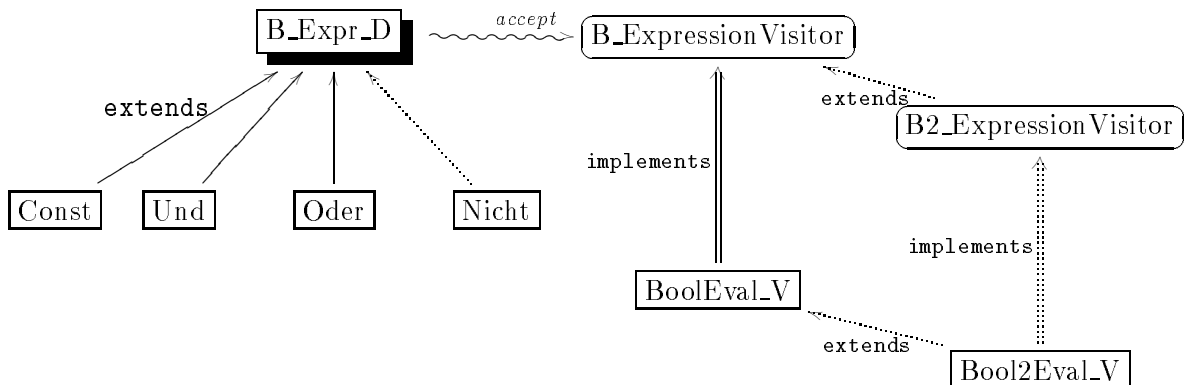 accept
B_Expr_D
B_ExpressionVisitor
extends
extends
B2_ExpressionVisitor
implements
Const
Und
Oder
Nicht
implements
BoolEval_V
extends
Bool2Eval_V